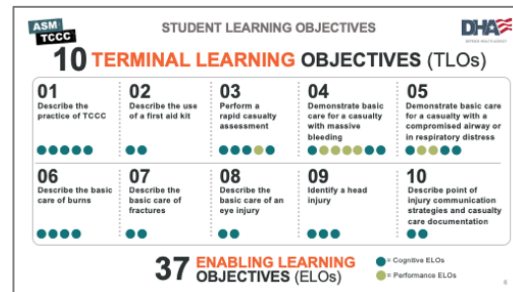 ASM
TCCC
STUDENT LEARNING OBJECTIVES
DHA
10 TERMINAL LEARNING OBJECTIVES (TLOs)
01
Describe the
practice of TCCC
02
Describe the use
of a first aid kit
03
Perform a
rapid casualty
assessment
04
Demonstrate basic
care for a casualty
with massive
bleeding
05
Demonstrate basic care
for a casualty with a
compromised airway or
in respiratory distress
06
Describe the basic
care of burns
07
Describe the
basic care of
fractures
08
Describe the
basic care of an
eye injury
09
Identify a head
injury
10
Describe point of
injury communication
strategies and casualty
care documentation
37 ENABLING LEARNING
OBJECTIVES (ELOs)
= Cognitive ELOs
= Performance ELOs